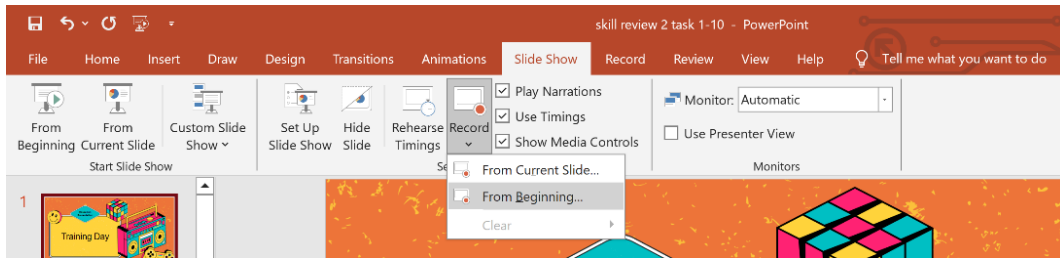 skill review 2 task 1-10 - PowerPoint
File Home Insert Draw Design Transitions Animations Slide Show Record Review View Help Tell me what you want to do
From Beginning
From Current Slide
Custom Slide Show
Start Slide Show
Set Up Slide Show
Hide Slide
Rehearse Timings
Record
Play Narrations
Use Timings
Show Media Controls
Se
From Current Slide...
From Beginning...
Clear
Monitor: Automatic
Use Presenter View
Monitors
1
Training Day